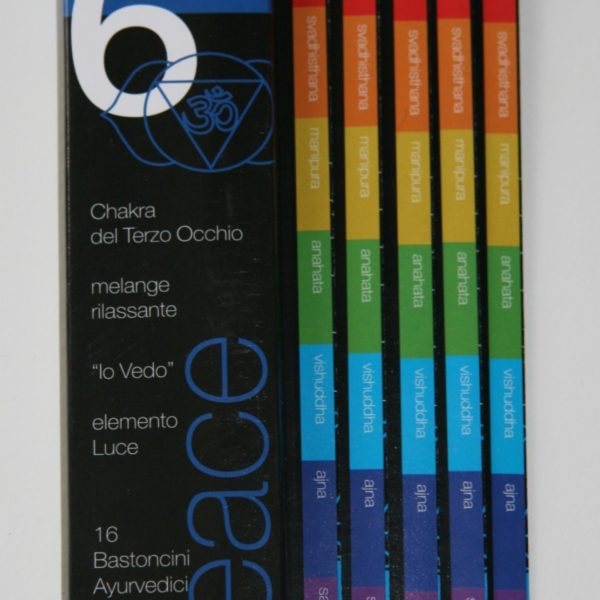 6
ॐ
Chakra
del Terzo Occhio
melange
rilassante
"Io Vedo"
elemento
Luce
16
Bastoncini
Ayurvedici
eace
svadhisthana
manipura
anahata
vishuddha
ajna
sa
svadhisthana
manipura
anahata
vishuddha
ajna
s
svadhisthana
manipura
anahata
vishuddha
ajna
svadhisthana
manipura
anahata
vishuddha
ajna
s
svadhisthana
manipura
anahata
vishuddha
ajna